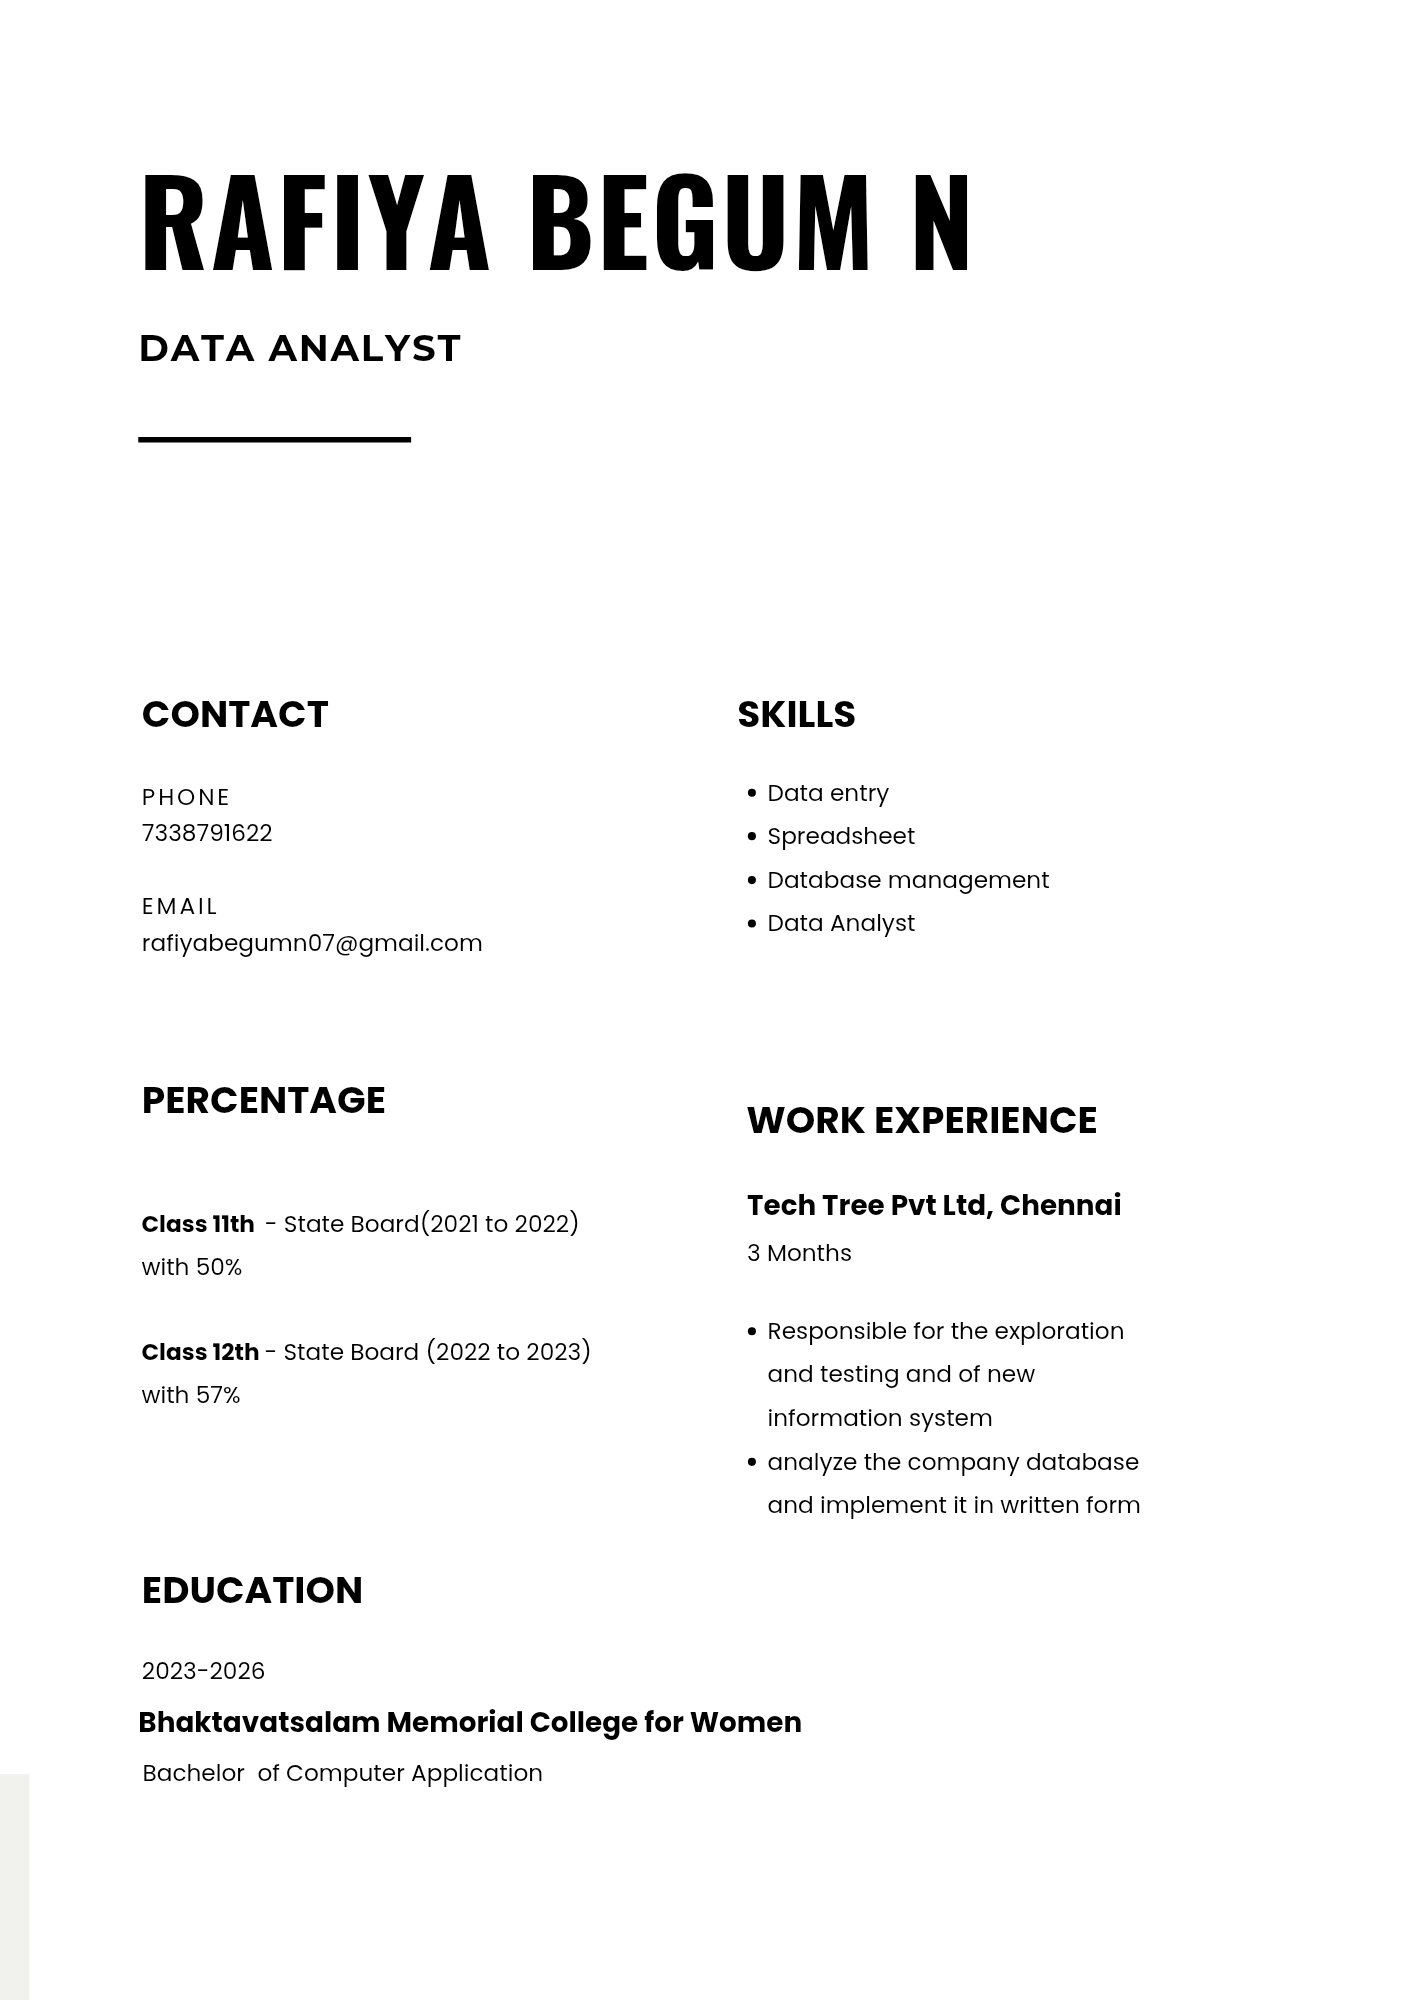 RAFIYA BEGUM N
DATA ANALYST
CONTACT
PHONE
7338791622
EMAIL
rafiyabegumn07@gmail.com
SKILLS
• Data entry
• Spreadsheet
• Database management
• Data Analyst
PERCENTAGE
Class 11th - State Board(2021 to 2022)
with 50%
Class 12th - State Board (2022 to 2023)
with 57%
WORK EXPERIENCE
Tech Tree Pvt Ltd, Chennai
3 Months
• Responsible for the exploration
and testing and of new
information system
• analyze the company database
and implement it in written form
EDUCATION
2023-2026
Bhaktavatsalam Memorial College for Women
Bachelor of Computer Application